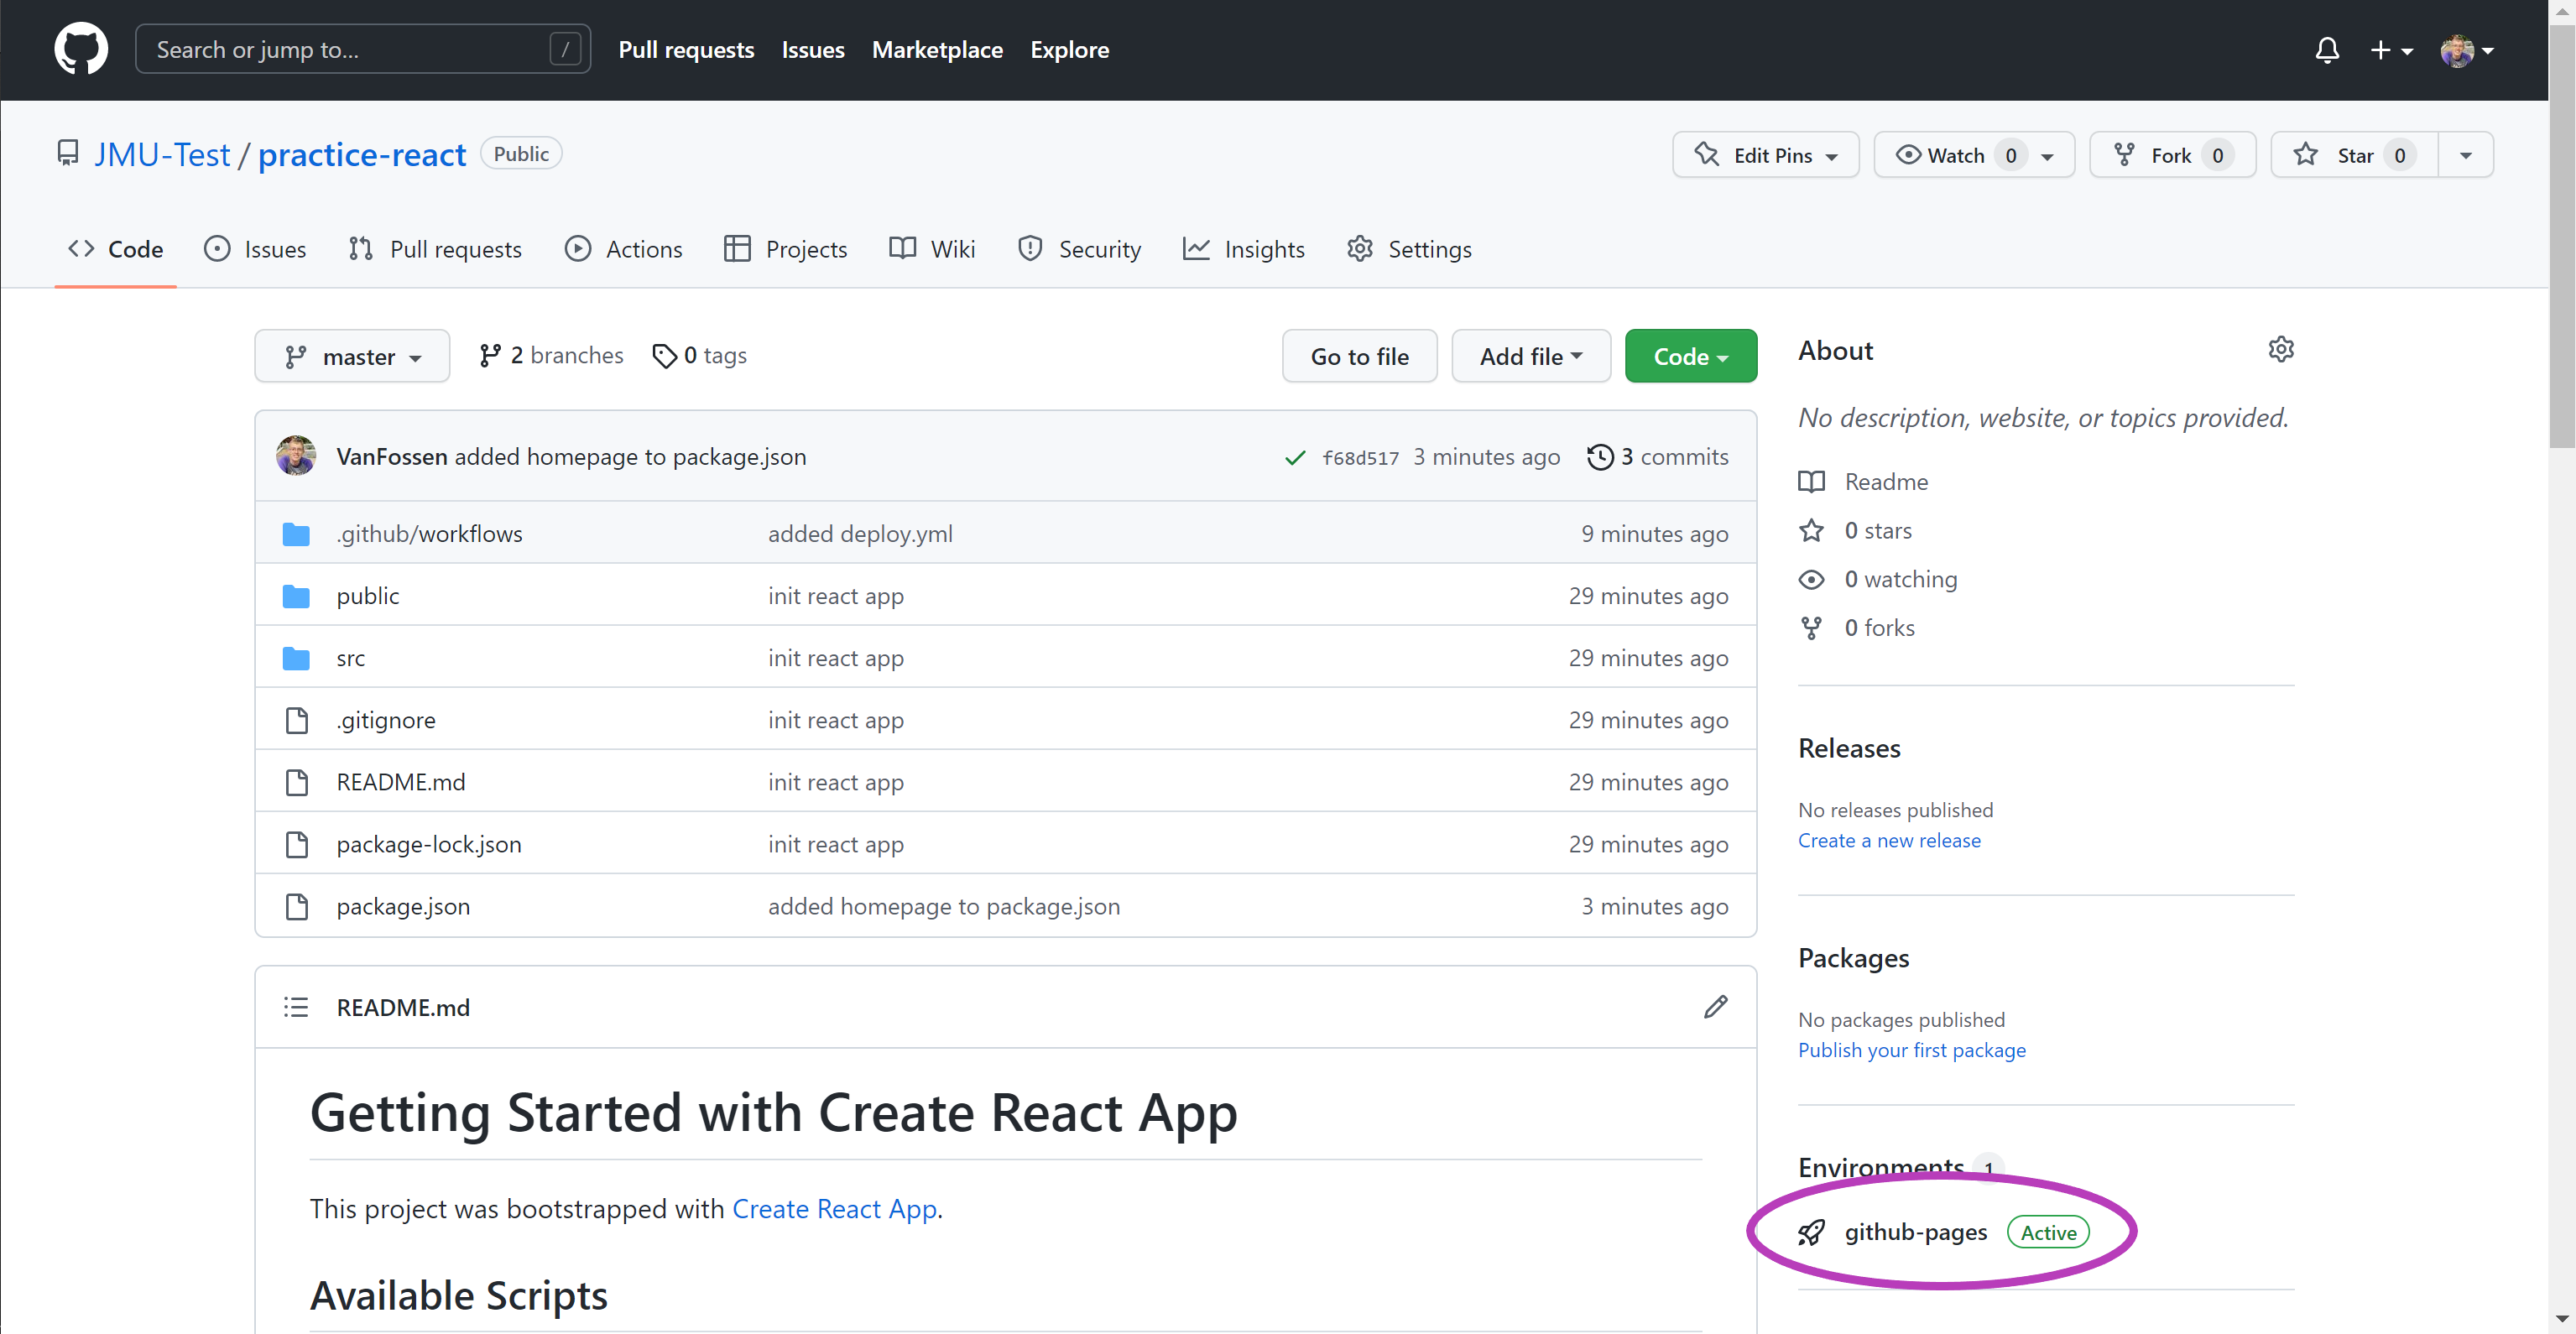 Search or jump to... / Pull requests Issues Marketplace Explore
JMU-Test / practice-react Public Edit Pins Watch 0 Fork 0 Star 0
Code Issues Pull requests Actions Projects Wiki Security Insights Settings
master 2 branches 0 tags Go to file Add file Code
VanFossen added homepage to package.json f68d517 3 minutes ago 3 commits
.github/workflows added deploy.yml 9 minutes ago
public init react app 29 minutes ago
src init react app 29 minutes ago
.gitignore init react app 29 minutes ago
README.md init react app 29 minutes ago
package-lock.json init react app 29 minutes ago
package.json added homepage to package.json 3 minutes ago
README.md
Getting Started with Create React App
This project was bootstrapped with Create React App.
Available Scripts
About
No description, website, or topics provided.
Readme
0 stars
0 watching
0 forks
Releases
No releases published
Create a new release
Packages
No packages published
Publish your first package
Environments 1
github-pages Active